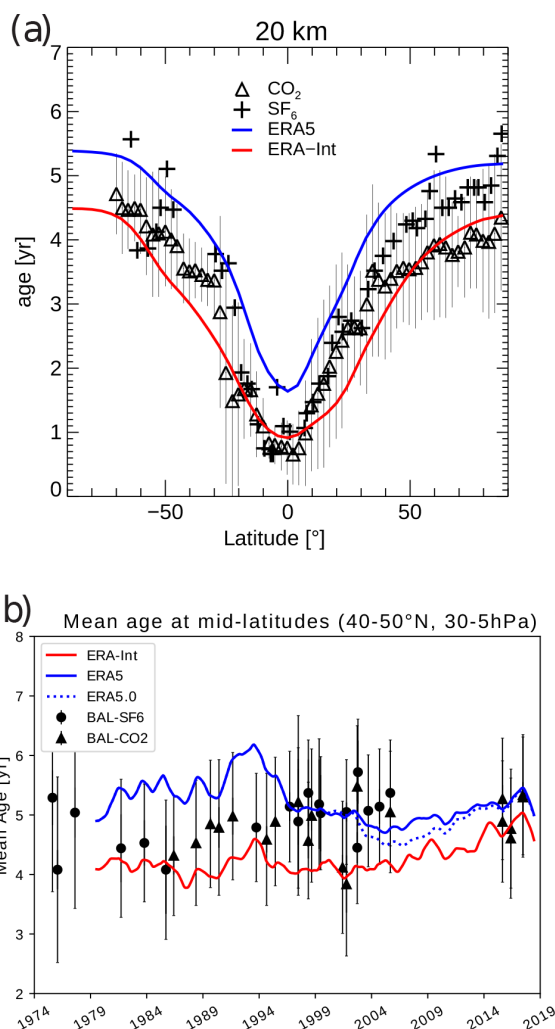 (a)
20 km
7
6
5
4
3
2
1
0
age [yr]
CO₂
SF₆
ERA5
ERA−Int
−50
0
50
Latitude [°]
b)
Mean age at mid-latitudes (40-50°N, 30-5hPa)
8
7
6
5
4
3
2
Mean Age [yr]
ERA-Int
ERA5
ERA5.0
BAL-SF6
BAL-CO2
1974
1979
1984
1989
1994
1999
2004
2009
2014
2019